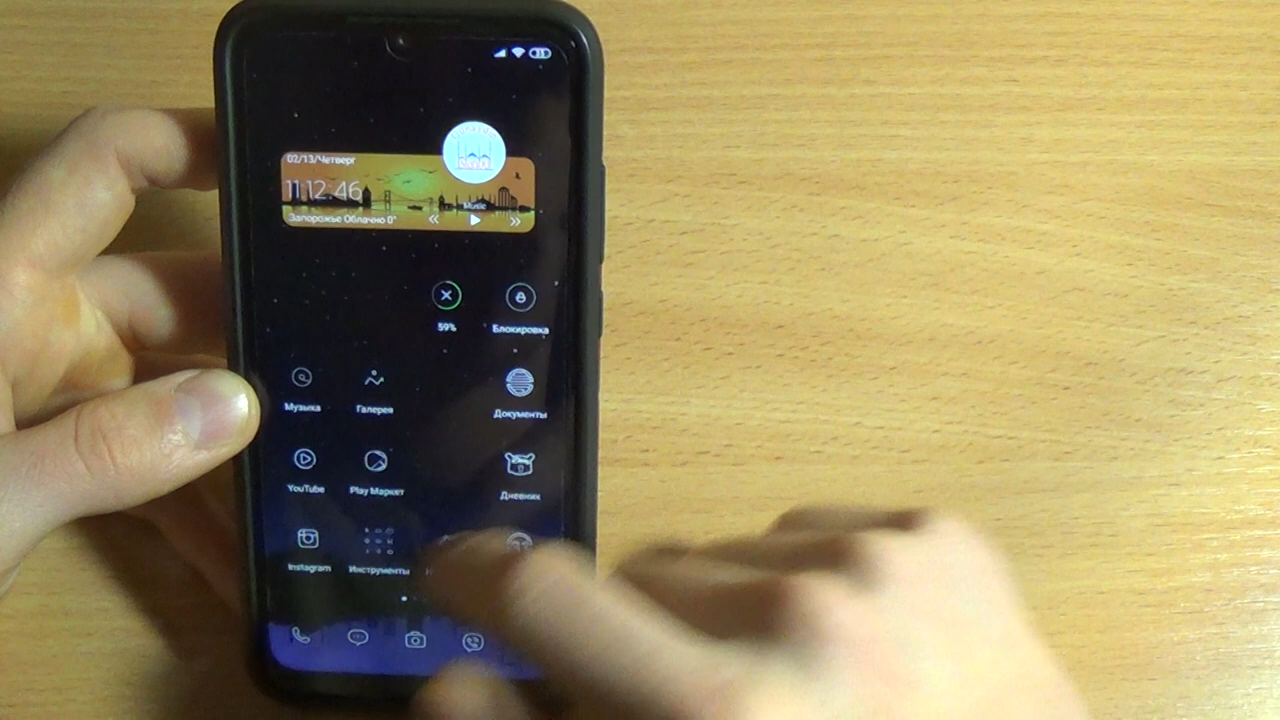 02/13/Четверг
11:12:46
Music
Запорожье Облачно 0°
59%
Блокировка
Музыка
Галерея
Документы
YouTube
Play Маркет
Дневник
Instagram
Инструменты